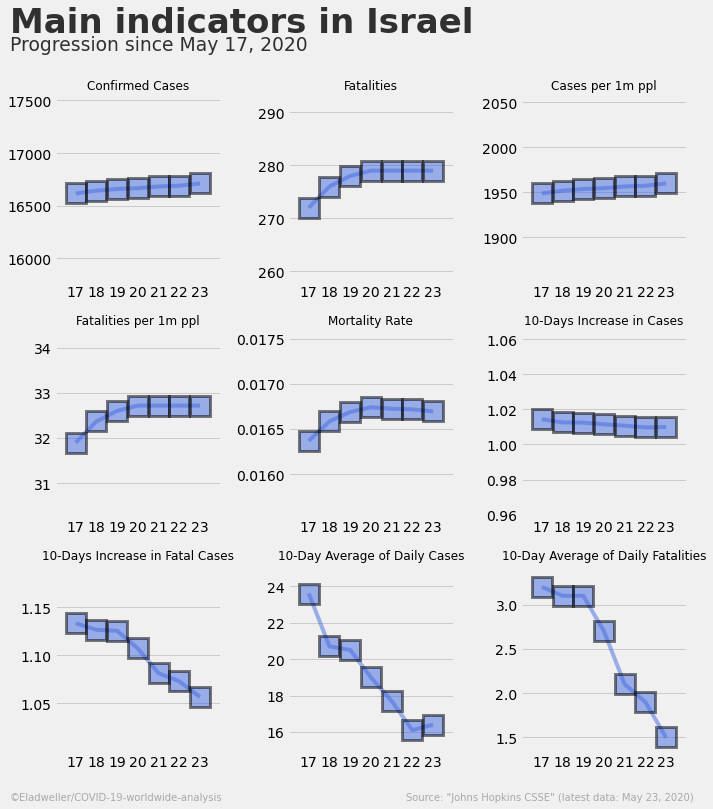 Main indicators in Israel
Progression since May 17, 2020
Confirmed Cases
17500
17000
16500
16000
17 18 19 20 21 22 23
Fatalities
290
280
270
260
17 18 19 20 21 22 23
Cases per 1m ppl
2050
2000
1950
1900
17 18 19 20 21 22 23
Fatalities per 1m ppl
34
33
32
31
17 18 19 20 21 22 23
Mortality Rate
0.0175
0.0170
0.0165
0.0160
17 18 19 20 21 22 23
10-Days Increase in Cases
1.06
1.04
1.02
1.00
0.98
0.96
17 18 19 20 21 22 23
10-Days Increase in Fatal Cases
1.15
1.10
1.05
17 18 19 20 21 22 23
10-Day Average of Daily Cases
24
22
20
18
16
17 18 19 20 21 22 23
10-Day Average of Daily Fatalities
3.0
2.5
2.0
1.5
17 18 19 20 21 22 23
©Eladweller/COVID-19-worldwide-analysis
Source: "Johns Hopkins CSSE" (latest data: May 23, 2020)